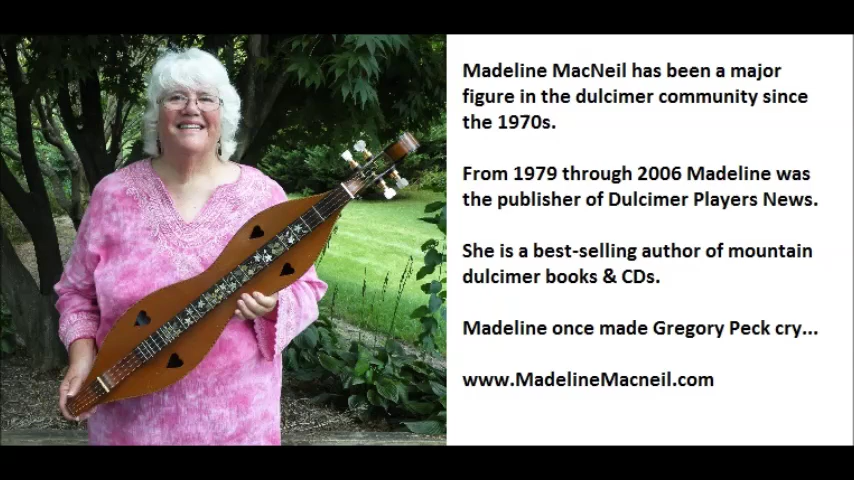 Madeline MacNeil has been a major
figure in the dulcimer community since
the 1970s.
From 1979 through 2006 Madeline was
the publisher of Dulcimer Players News.
She is a best-selling author of mountain
dulcimer books & CDs.
Madeline once made Gregory Peck cry...
www.MadelineMacneil.com